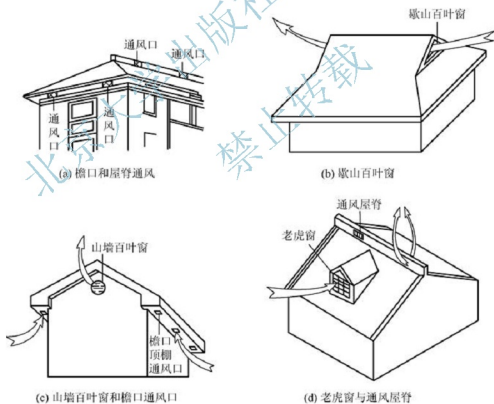 通风口
通风口
通风口
通风口
(a) 檐口和屋脊通风
歇山百叶窗
(b) 歇山百叶窗
山墙百叶窗
檐口
顶棚
通风口
(c) 山墙百叶窗和檐口通风口
通风屋脊
老虎窗
(d) 老虎窗与通风屋脊
北京大学出版社
禁止转载